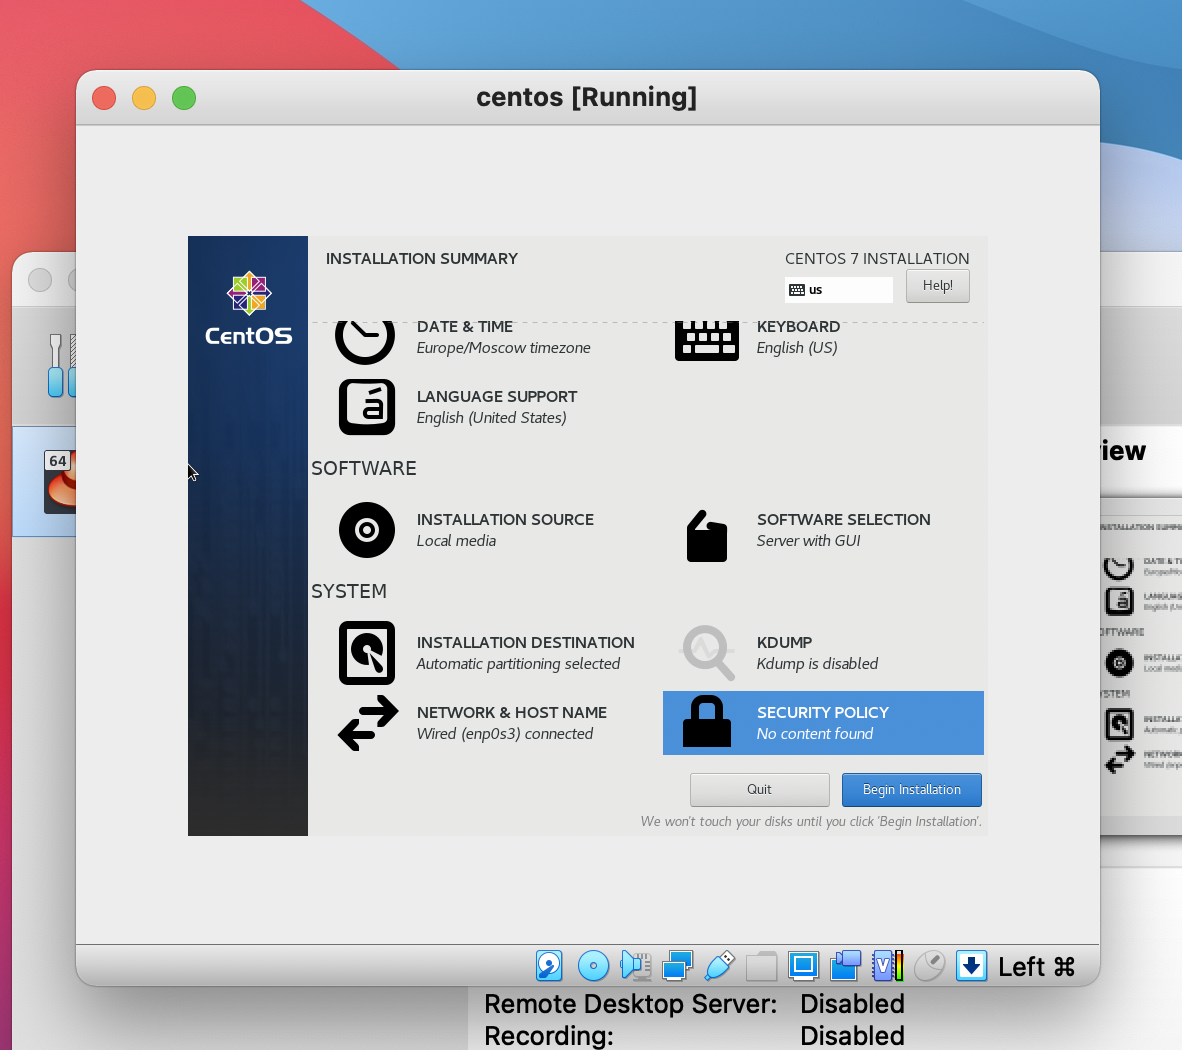 centos [Running]
INSTALLATION SUMMARY
CENTOS 7 INSTALLATION
us
Help!
CentOS
DATE & TIME
Europe/Moscow timezone
KEYBOARD
English (US)
á
LANGUAGE SUPPORT
English (United States)
SOFTWARE
INSTALLATION SOURCE
Local media
SOFTWARE SELECTION
Server with GUI
SYSTEM
INSTALLATION DESTINATION
Automatic partitioning selected
KDUMP
Kdump is disabled
NETWORK & HOST NAME
Wired (enp0s3) connected
SECURITY POLICY
No content found
Quit
Begin Installation
We won't touch your disks until you click 'Begin Installation'.
64
iew
V
Left ⌘
Remote Desktop Server: Disabled
Recording: Disabled